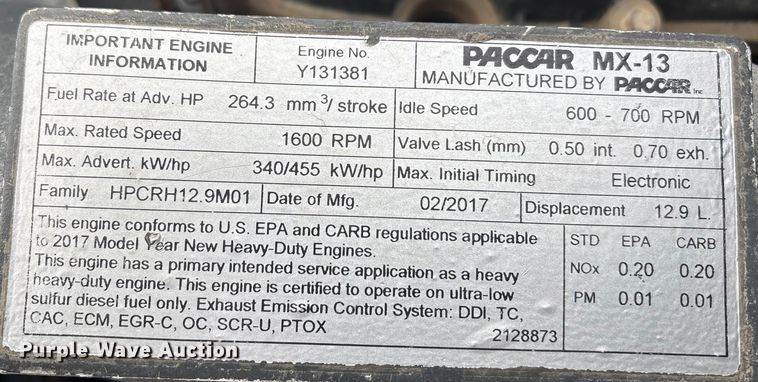 IMPORTANT ENGINE INFORMATION
Engine No. Y131381
PACCAR MX-13
MANUFACTURED BY PACCAR Inc
Fuel Rate at Adv. HP 264.3 mm³/ stroke
Idle Speed 600 - 700 RPM
Max. Rated Speed 1600 RPM
Valve Lash (mm) 0.50 int. 0.70 exh.
Max. Advert. kW/hp 340/455 kW/hp
Max. Initial Timing Electronic
Family HPCRH12.9M01
Date of Mfg. 02/2017
Displacement 12.9 L.
This engine conforms to U.S. EPA and CARB regulations applicable
to 2017 Model Year New Heavy-Duty Engines.
This engine has a primary intended service application as a heavy
heavy-duty engine. This engine is certified to operate on ultra-low
sulfur diesel fuel only. Exhaust Emission Control System: DDI, TC,
CAC, ECM, EGR-C, OC, SCR-U, PTOX
2128873
STD EPA CARB
NOx 0.20 0.20
PM 0.01 0.01
Purple Wave Auction